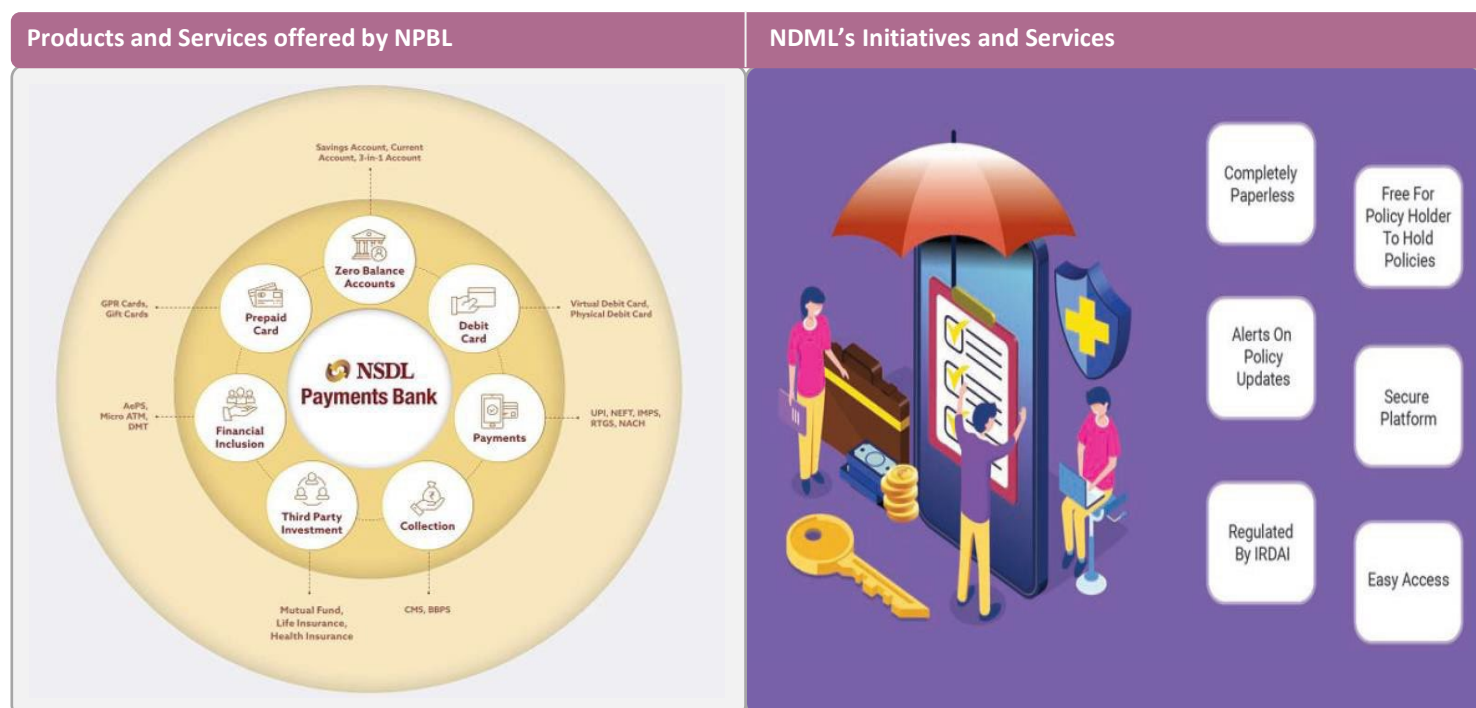 Products and Services offered by NPBL
NDML’s Initiatives and Services
Savings Account, Current
Account, 3-in-1 Account
Zero Balance
Accounts
Prepaid
Card
GPR Cards,
Gift Cards
Debit
Card
Virtual Debit Card,
Physical Debit Card
NSDL
Payments Bank
Financial
Inclusion
AePS,
Micro ATM,
DMT
Payments
UPI, NEFT, IMPS,
RTGS, NACH
Third Party
Investment
Mutual Fund,
Life Insurance,
Health Insurance
Collection
CMS, BBPS
Completely
Paperless
Free For
Policy Holder
To Hold
Policies
Alerts On
Policy
Updates
Secure
Platform
Regulated
By IRDAI
Easy Access